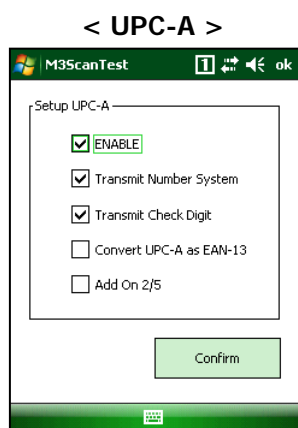 < UPC-A >
M3ScanTest 1 ok
Setup UPC-A
ENABLE
Transmit Number System
Transmit Check Digit
Convert UPC-A as EAN-13
Add On 2/5
Confirm